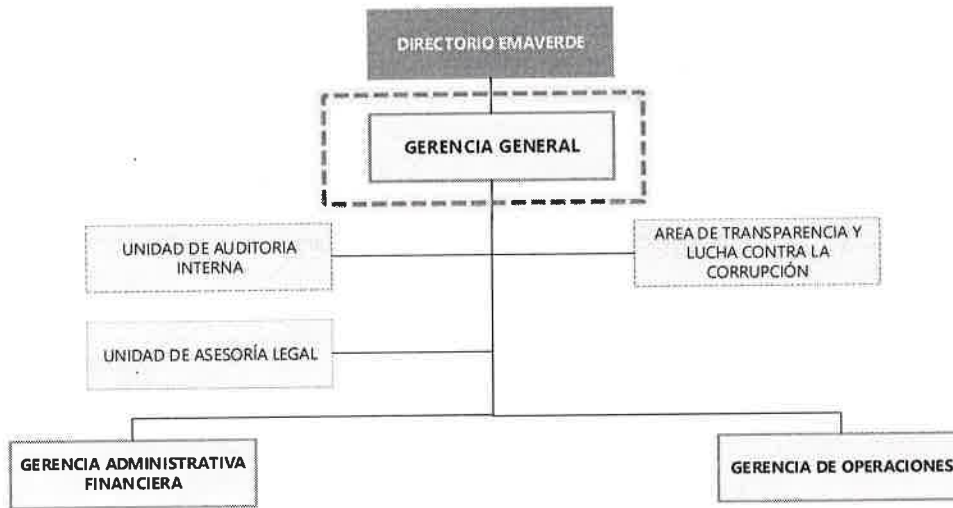 DIRECTORIO EMAVERDE
GERENCIA GENERAL
UNIDAD DE AUDITORIA
INTERNA
AREA DE TRANSPARENCIA Y
LUCHA CONTRA LA
CORRUPCIÓN
UNIDAD DE ASESORÍA LEGAL
GERENCIA ADMINISTRATIVA
FINANCIERA
GERENCIA DE OPERACIONES